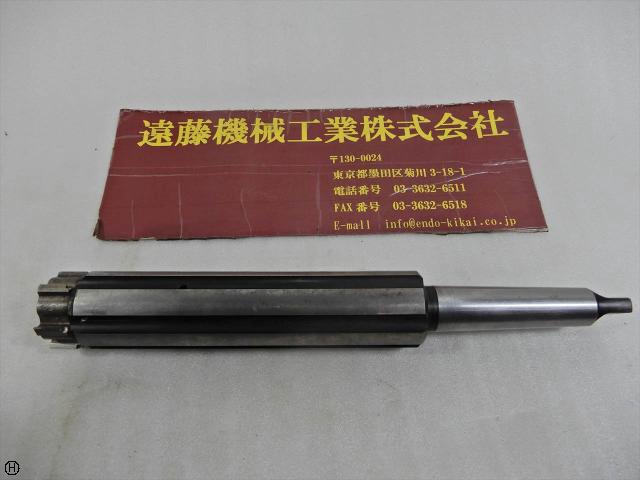 遠藤機械工業株式会社
〒130-0024
東京都墨田区菊川3-18-1
電話番号 03-3632-6511
FAX番号 03-3632-6518
E-mail info@endo-kikai.co.jp
H